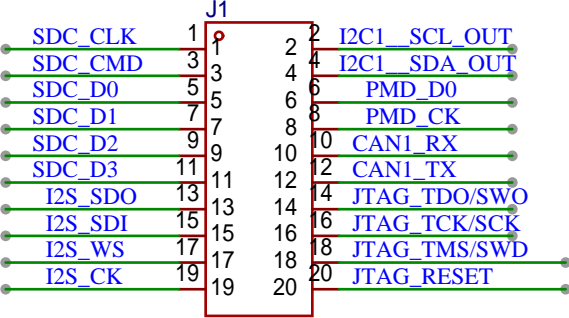 J1
SDC_CLK 1 1 2 2 I2C1__SCL_OUT
SDC_CMD 3 3 4 4 I2C1__SDA_OUT
SDC_D0 5 5 6 6 PMD_D0
SDC_D1 7 7 8 8 PMD_CK
SDC_D2 9 9 10 10 CAN1_RX
SDC_D3 11 11 12 12 CAN1_TX
I2S_SDO 13 13 14 14 JTAG_TDO/SWO
I2S_SDI 15 15 16 16 JTAG_TCK/SCK
I2S_WS 17 17 18 18 JTAG_TMS/SWD
I2S_CK 19 19 20 20 JTAG_RESET